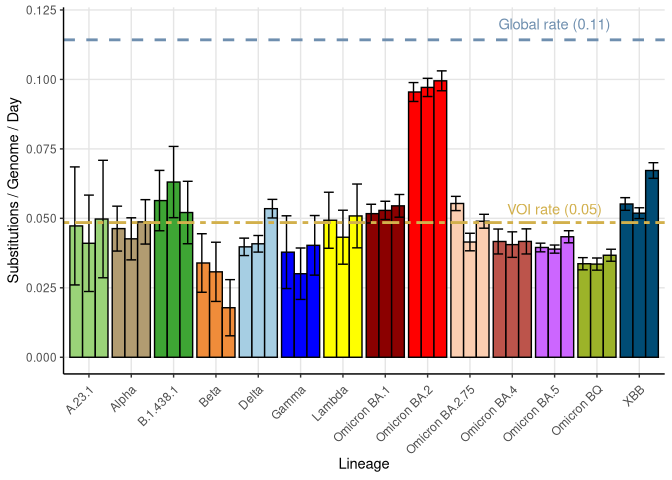 0.125
0.100
0.075
0.050
0.025
0.000
Substitutions / Genome / Day
Global rate (0.11)
VOI rate (0.05)
A.23.1
Alpha
B.1.438.1
Beta
Delta
Gamma
Lambda
Omicron BA.1
Omicron BA.2
Omicron BA.2.75
Omicron BA.4
Omicron BA.5
Omicron BQ
XBB
Lineage